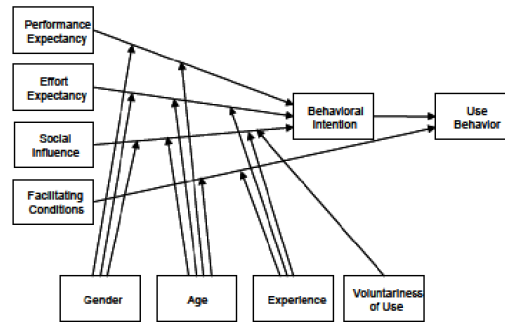 Performance
Expectancy
Effort
Expectancy
Social
Influence
Facilitating
Conditions
Behavioral
Intention
Use
Behavior
Gender
Age
Experience
Voluntariness
of Use